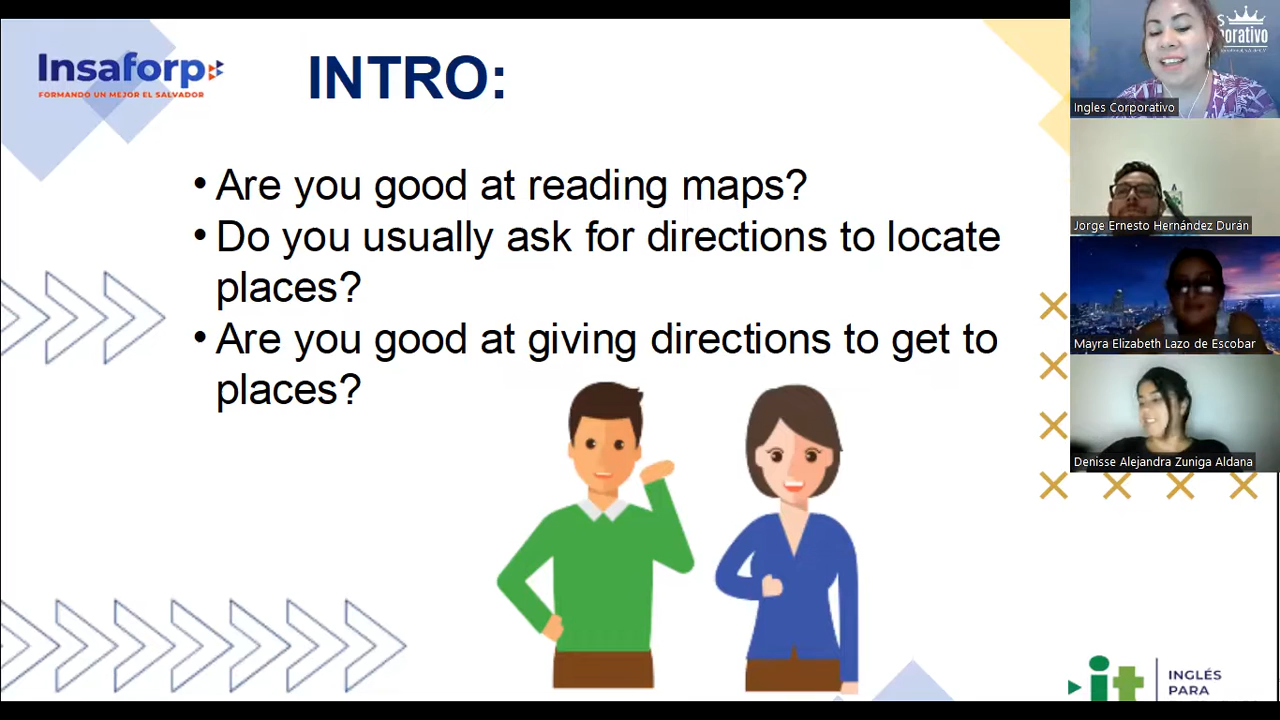 Insaforp
FORMANDO UN MEJOR EL SALVADOR
INTRO:
• Are you good at reading maps?
• Do you usually ask for directions to locate
places?
• Are you good at giving directions to get to
places?
Ingles Corporativo
Jorge Ernesto Hernández Durán
Mayra Elizabeth Lazo de Escobar
Denisse Alejandra Zuniga Aldana
it
INGLÉS
PARA